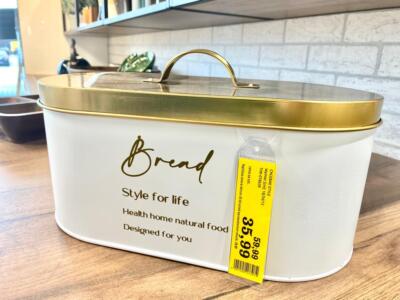 Bread
Style for life
Health home natural food
Designed for you
59,99
35,99